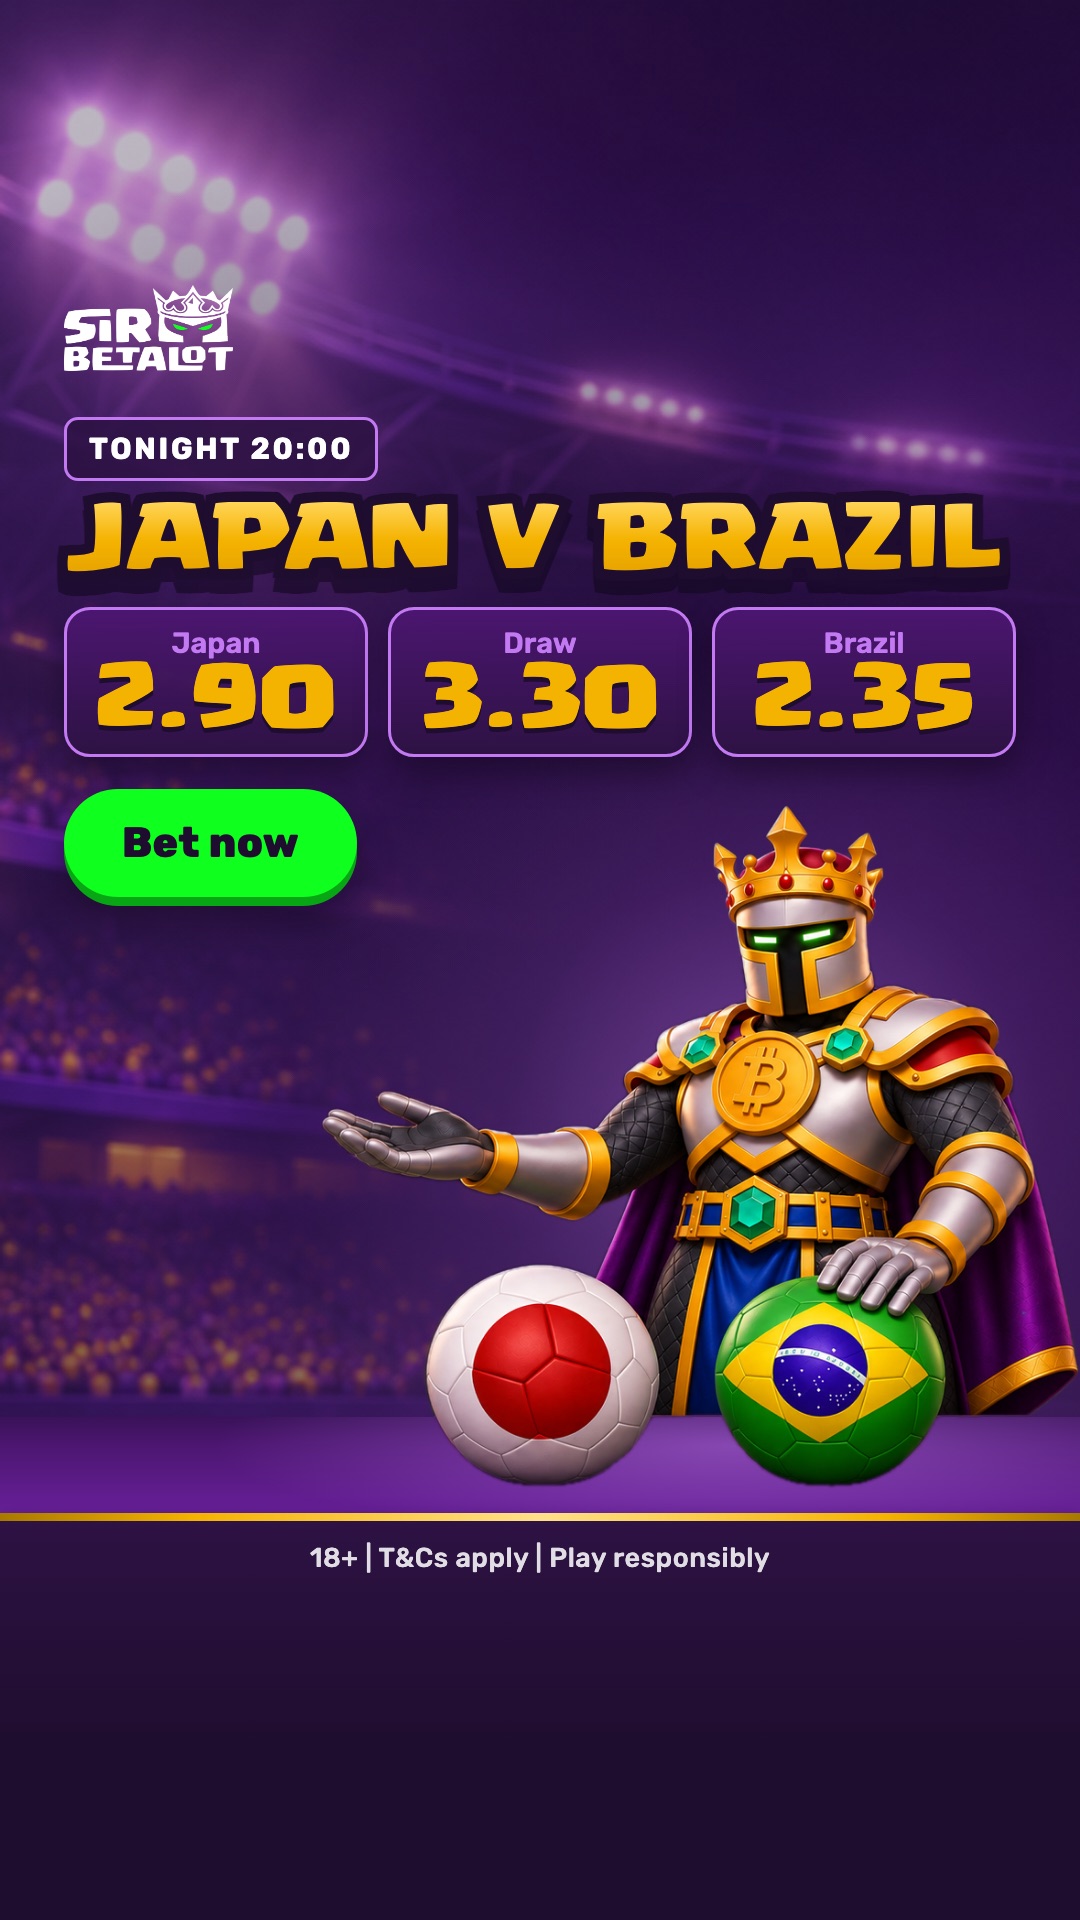 SiR
BETALOT
TONIGHT 20:00
JAPAN V BRAZIL
Japan
2.90
Draw
3.30
Brazil
2.35
Bet now
18+ | T&Cs apply | Play responsibly